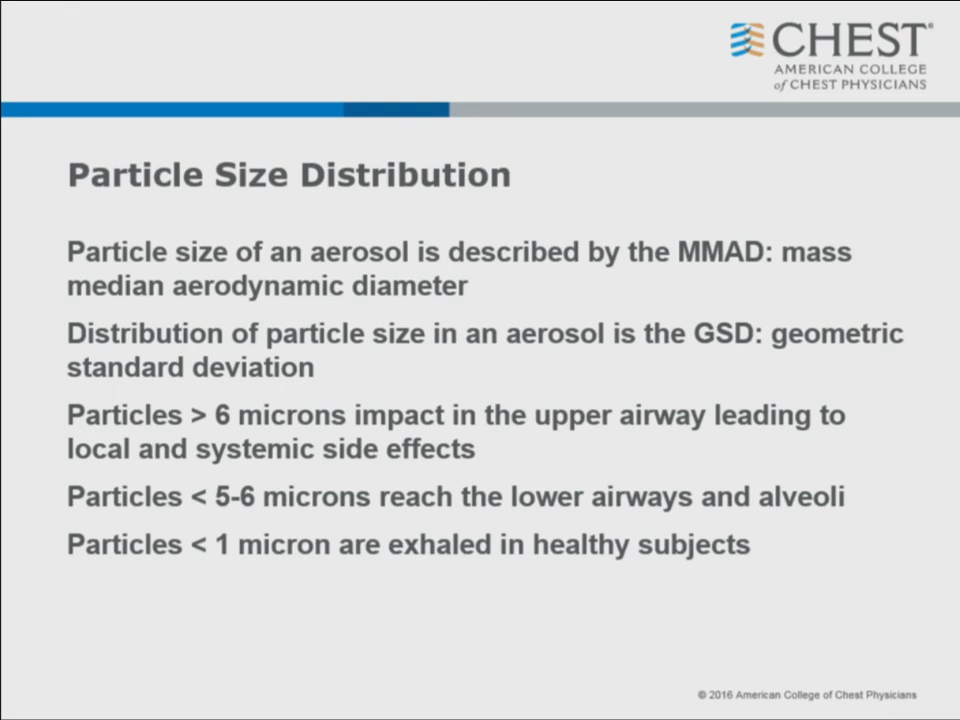 CHEST®
AMERICAN COLLEGE
of CHEST PHYSICIANS
Particle Size Distribution
Particle size of an aerosol is described by the MMAD: mass
median aerodynamic diameter
Distribution of particle size in an aerosol is the GSD: geometric
standard deviation
Particles > 6 microns impact in the upper airway leading to
local and systemic side effects
Particles < 5-6 microns reach the lower airways and alveoli
Particles < 1 micron are exhaled in healthy subjects
© 2016 American College of Chest Physicians